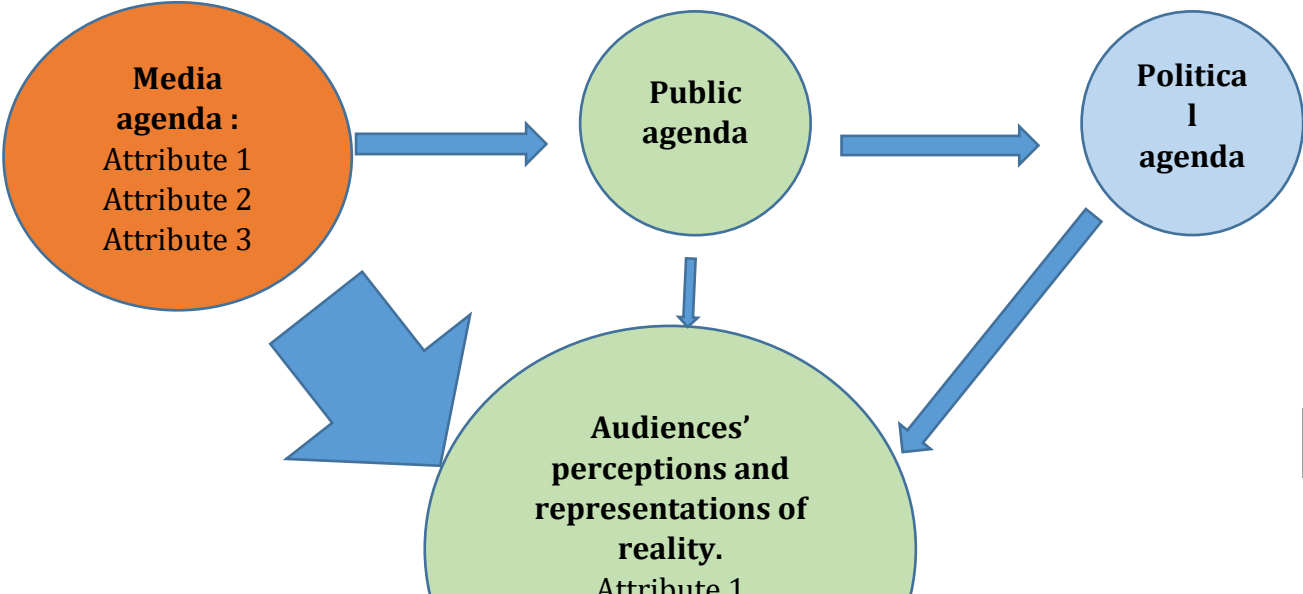 Media
agenda :
Attribute 1
Attribute 2
Attribute 3
Public
agenda
Politica
l
agenda
Audiences’
perceptions and
representations of
reality.
Attribute 1